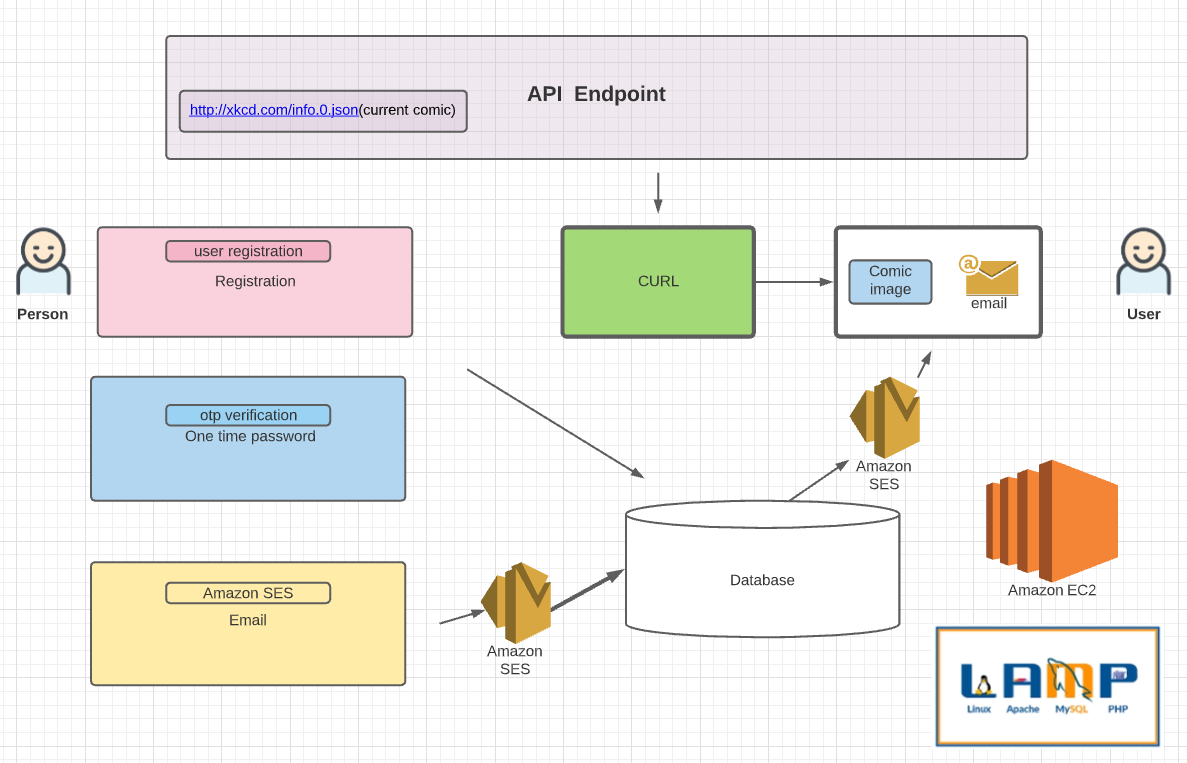 API  Endpoint
http://xkcd.com/info.0.json(current comic)
Person
user registration
Registration
CURL
Comic
image
@
email
User
otp verification
One time password
Amazon
SES
Amazon SES
Email
Amazon
SES
Database
Amazon EC2
LAMP
Linux Apache MySQL PHP